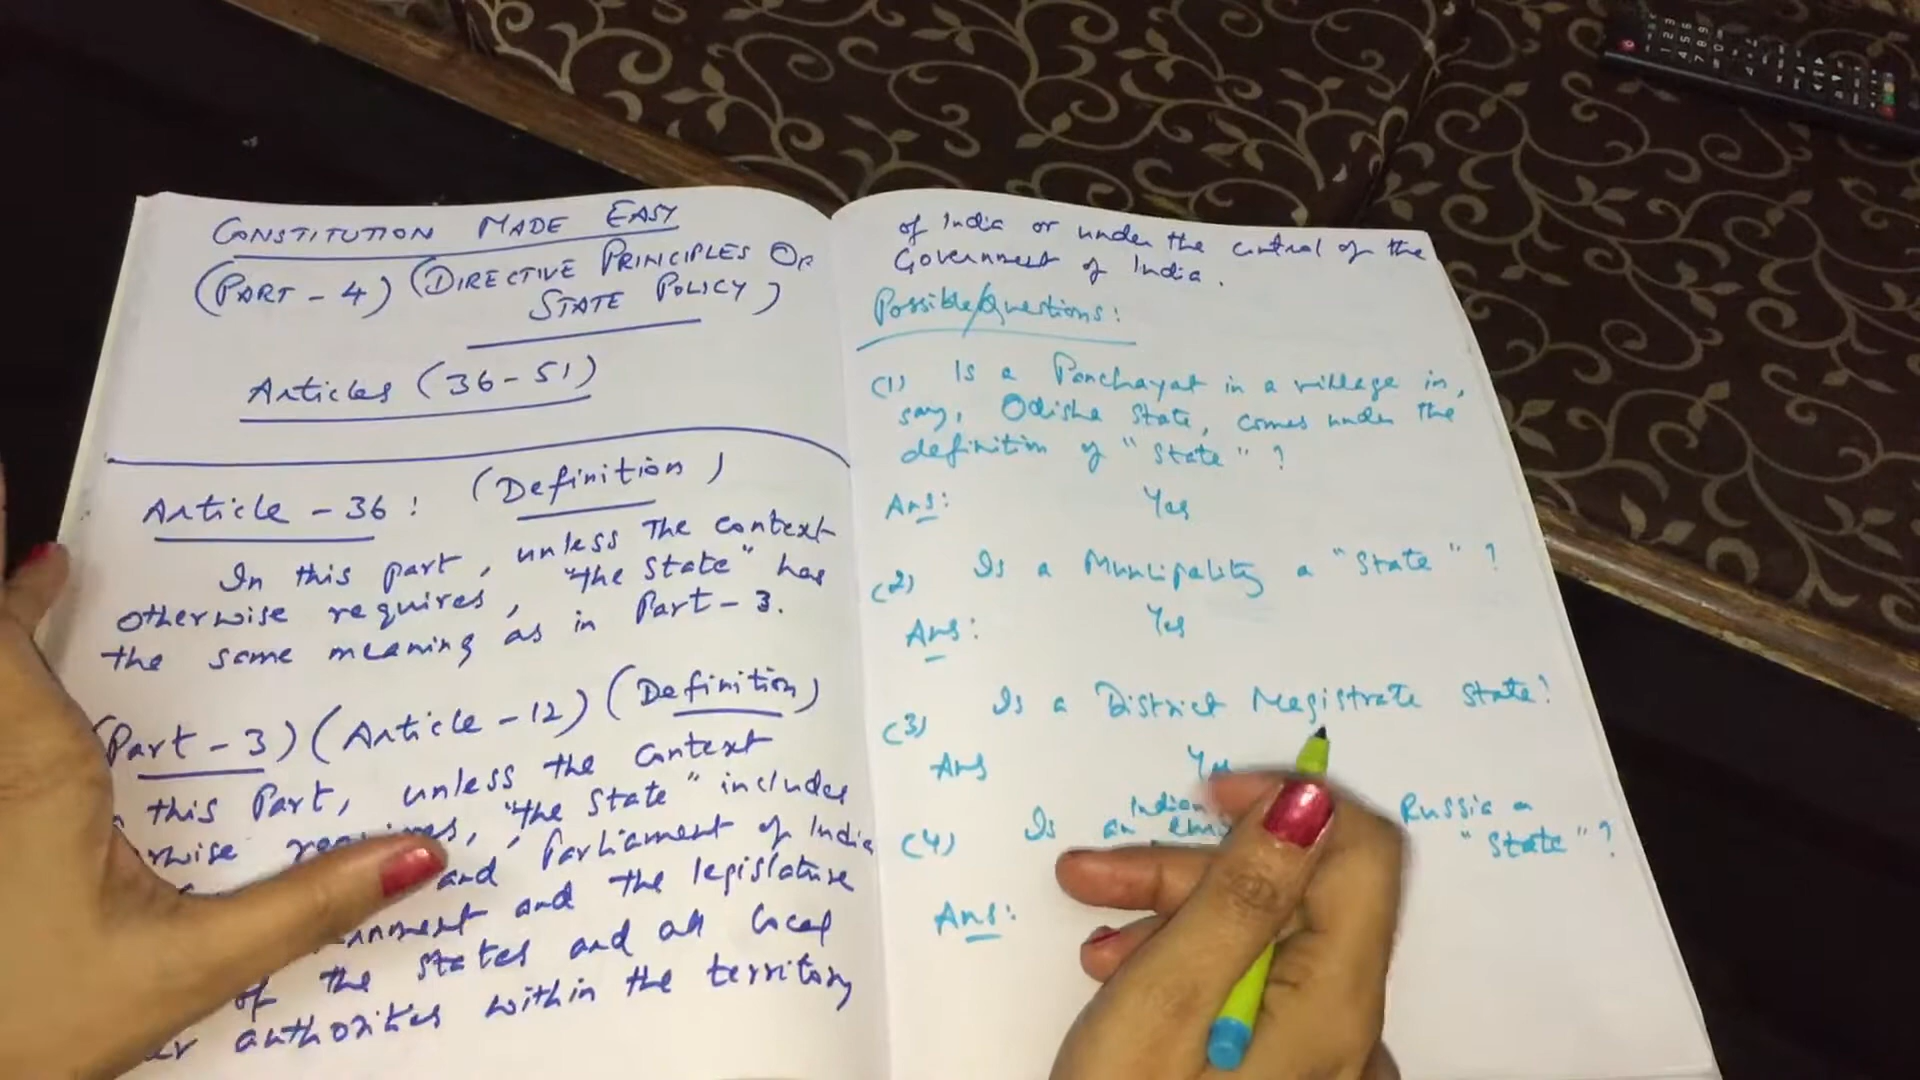 CONSTITUTION MADE EASY
(PART - 4) (DIRECTIVE PRINCIPLES OF
STATE POLICY)
Articles (36-51)
Article - 36: (Definition)
In this part, unless the context
otherwise requires, "the State" has
the same meaning as in Part - 3.
(Part - 3) (Article - 12) (Definition)
this Part, unless the context
"the State" includes
and Parliament of India
and the legislature
of the states and all local
authorities within the territory
of India or under the control of the
Government of India.
Possible/Questions:
(1) Is a Panchayat in a village in,
say, Odisha State, comes under the
definition of "State"?
Ans: Yes
(2) Is a Municipality a "State"?
Ans: Yes
(3) Is a District Magistrate State?
Ans Yes
(4) Is an Indian Russia a
"State"?
Ans: